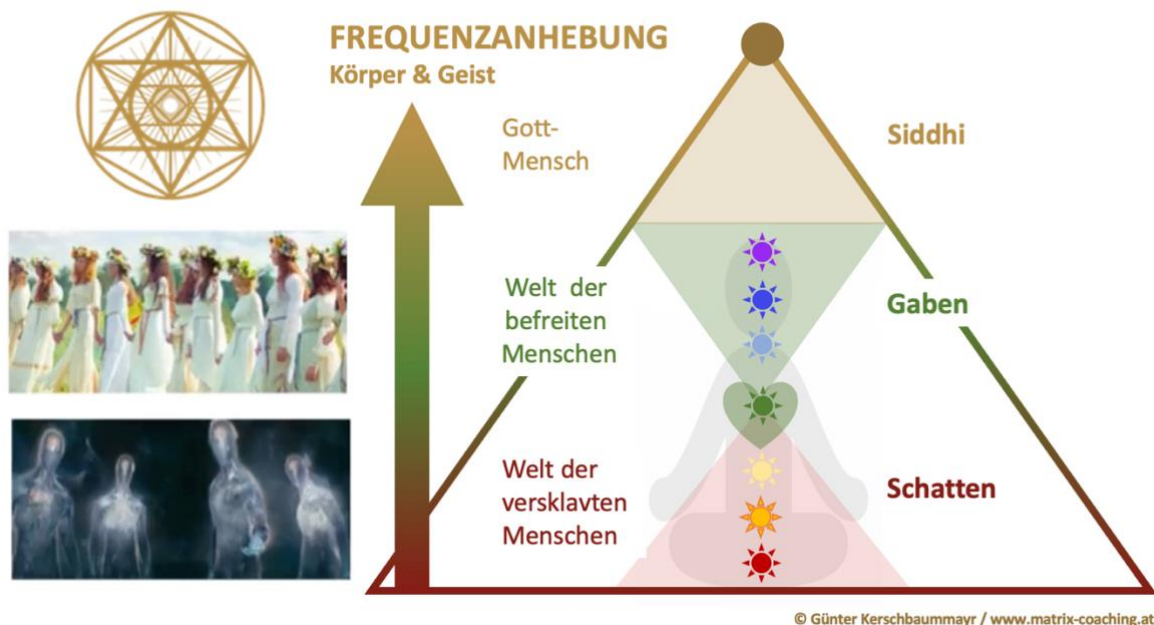 FREQUENZANHEBUNG
Körper & Geist
Gott-
Mensch
Siddhi
Welt der
befreiten
Menschen
Gaben
Welt der
versklavten
Menschen
Schatten
© Günter Kerschbaummayr / www.matrix-coaching.at